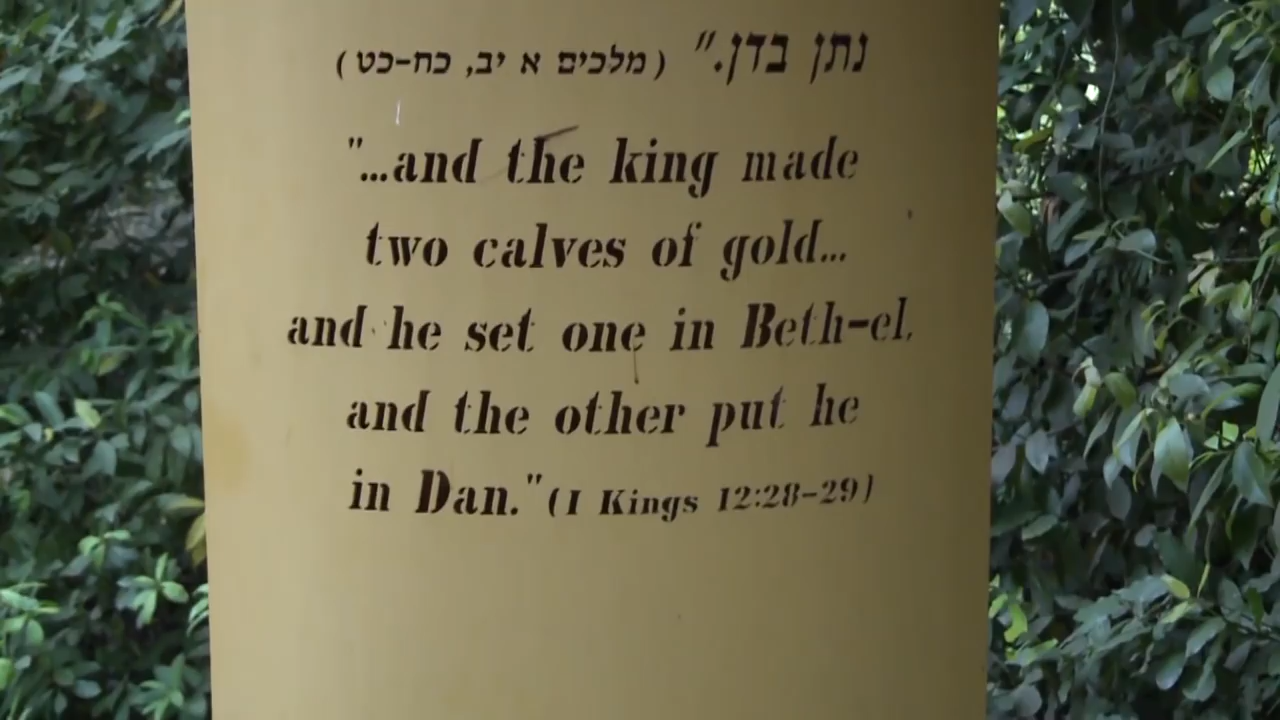 נתן בדן." (מלכים א יב, כח-כט)
"...and the king made
two calves of gold...
and he set one in Beth-el,
and the other put he
in Dan." (I Kings 12:28-29)